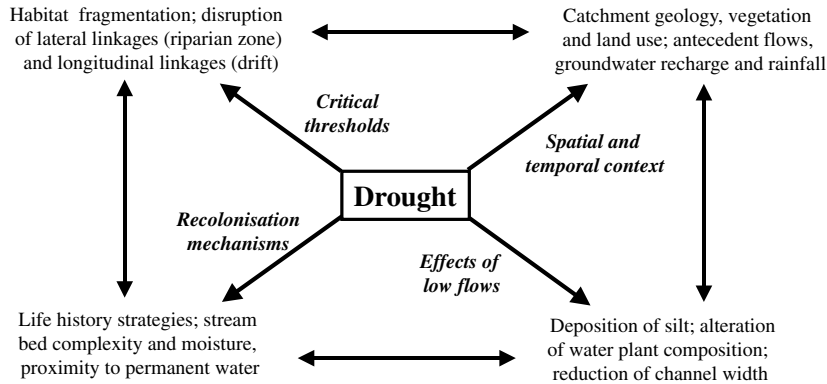 Habitat fragmentation; disruption
of lateral linkages (riparian zone)
and longitudinal linkages (drift)
Catchment geology, vegetation
and land use; antecedent flows,
groundwater recharge and rainfall
Critical
thresholds
Spatial and
temporal context
Drought
Recolonisation
mechanisms
Effects of
low flows
Life history strategies; stream
bed complexity and moisture,
proximity to permanent water
Deposition of silt; alteration
of water plant composition;
reduction of channel width